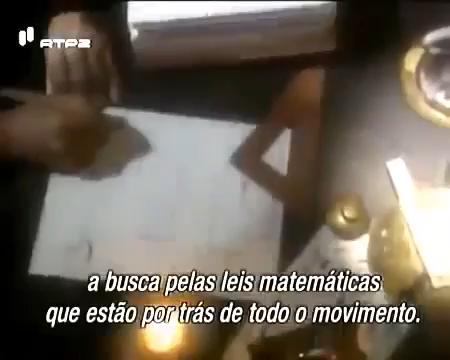 RTP2
a busca pelas leis matemáticas
que estão por trás de todo o movimento.